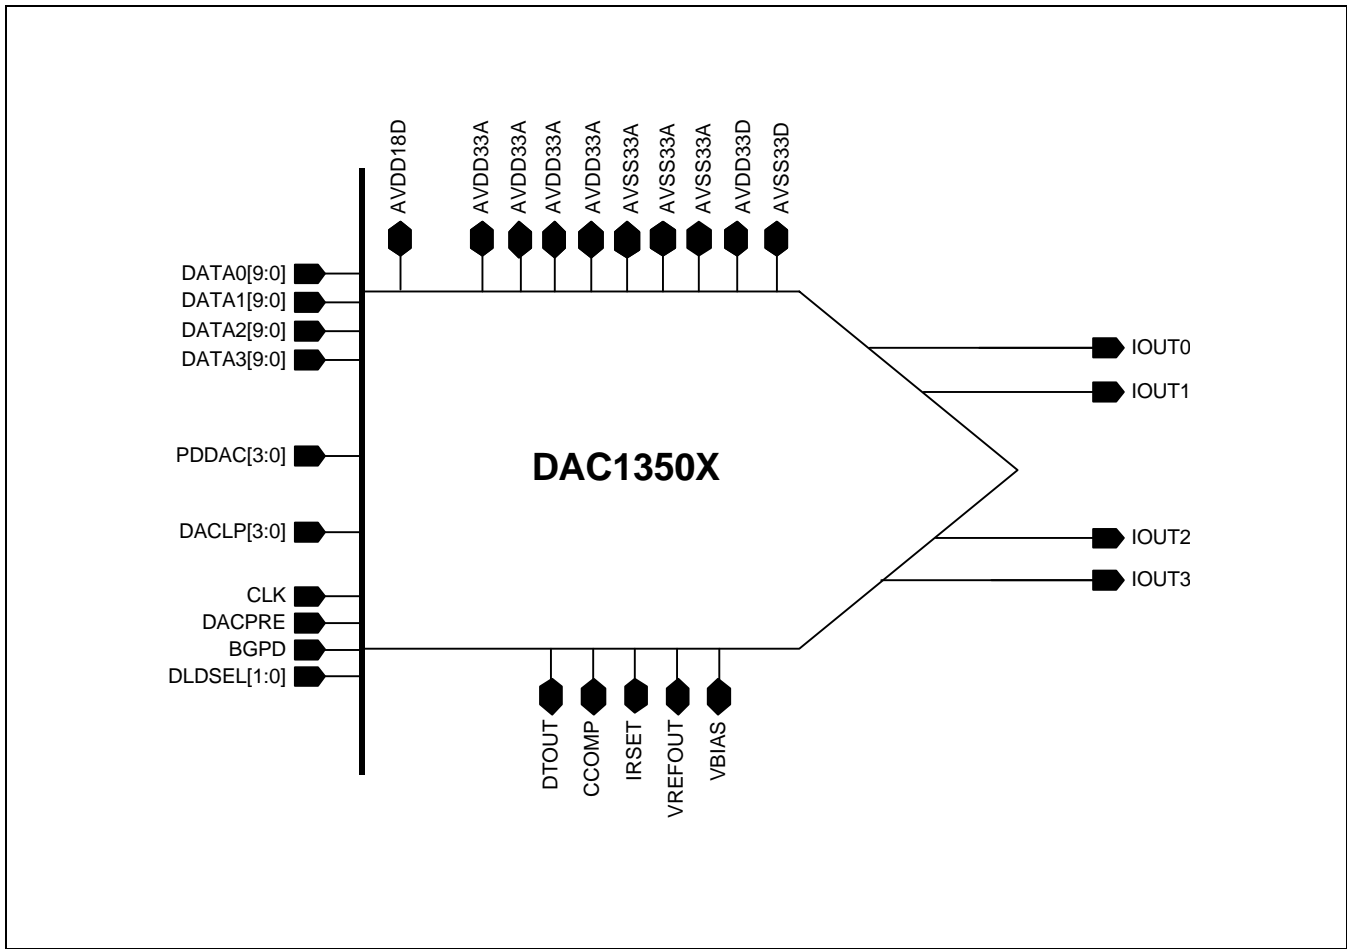 AVDD18D
AVDD33A
AVDD33A
AVDD33A
AVDD33A
AVSS33A
AVSS33A
AVSS33A
AVDD33D
AVSS33D
DATA0[9:0]
DATA1[9:0]
DATA2[9:0]
DATA3[9:0]
PDDAC[3:0]
DACLP[3:0]
CLK
DACPRE
BGPD
DLDSEL[1:0]
DAC1350X
IOUT0
IOUT1
IOUT2
IOUT3
DTOUT
CCOMP
IRSET
VREFOUT
VBIAS